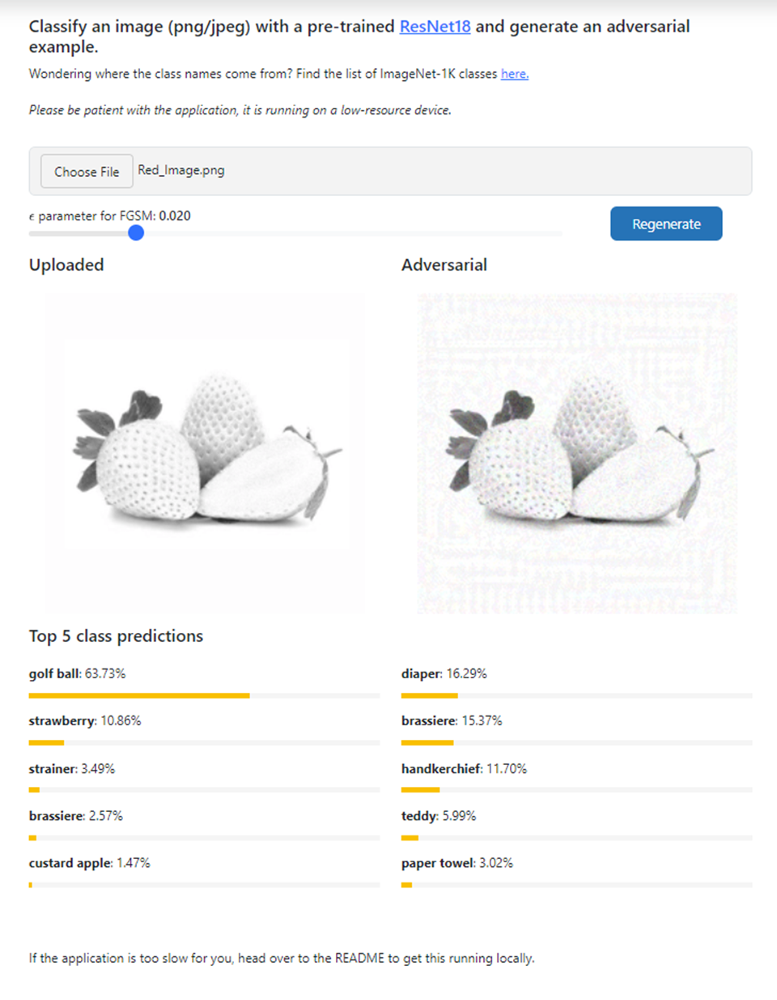 Classify an image (png/jpeg) with a pre-trained ResNet18 and generate an adversarial
example.
Wondering where the class names come from? Find the list of ImageNet-1K classes here.
Please be patient with the application, it is running on a low-resource device.
Choose File Red_Image.png
ϵ parameter for FGSM: 0.020
Regenerate
Uploaded
Adversarial
Top 5 class predictions
golf ball: 63.73%
strawberry: 10.86%
strainer: 3.49%
brassiere: 2.57%
custard apple: 1.47%
diaper: 16.29%
brassiere: 15.37%
handkerchief: 11.70%
teddy: 5.99%
paper towel: 3.02%
If the application is too slow for you, head over to the README to get this running locally.